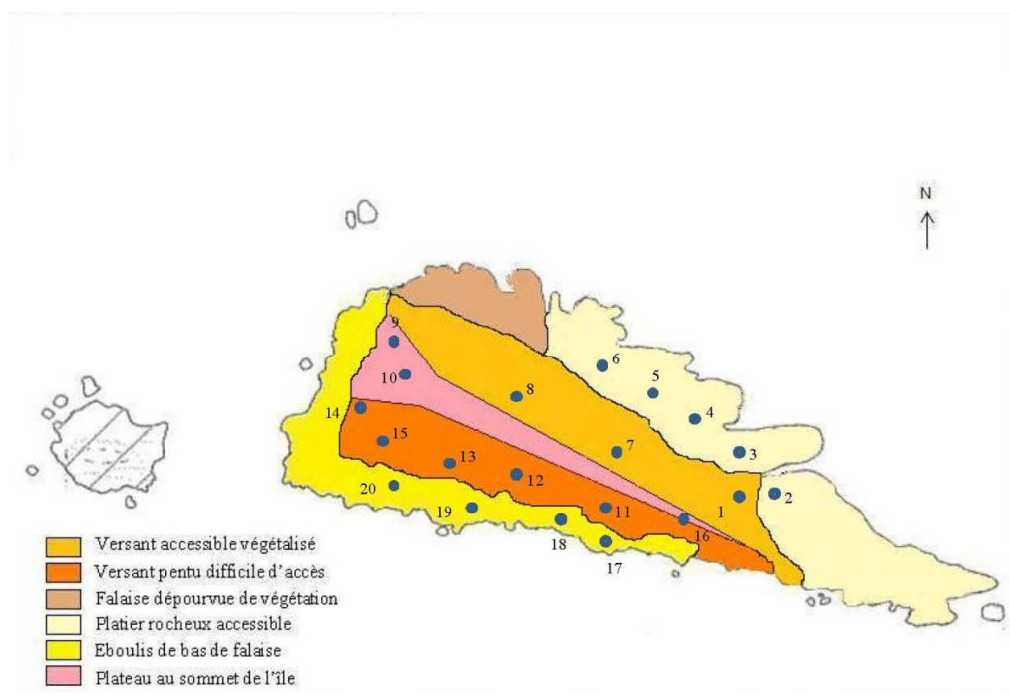 N
9
6
10
5
8
14
4
15
7
3
13
12
20
2
1
11
19
16
18
17
Versant accessible végétalisé
Versant pentu difficile d'accès
Falaise dépourvue de végétation
Platier rocheux accessible
Eboulis de bas de falaise
Plateau au sommet de l'île